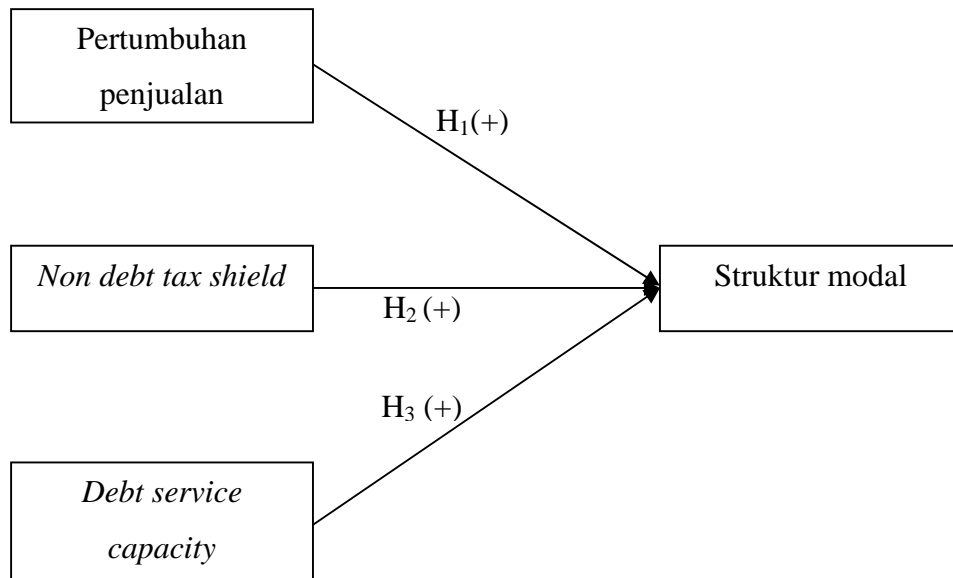 Pertumbuhan
penjualan
H₁(+)
Non debt tax shield
H₂ (+)
Struktur modal
H₃ (+)
Debt service
capacity